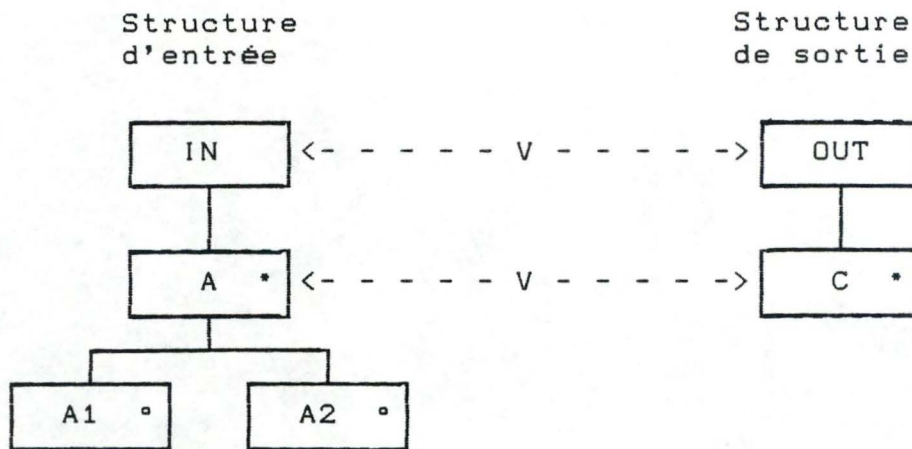 Structure
d'entrée
Structure
de sortie
IN <- - - - - V - - - - -> OUT
A * <- - - - - V - - - - -> C *
A1 ▫ A2 ▫